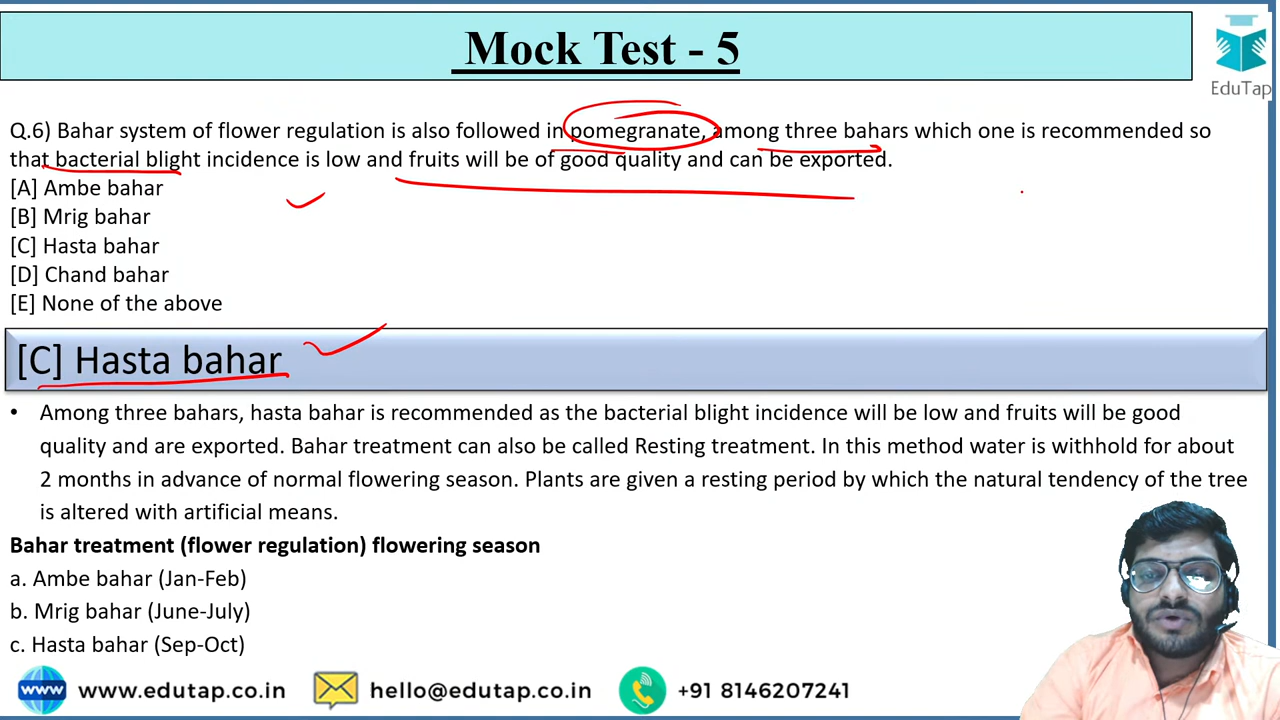 Mock Test - 5
EduTap
Q.6) Bahar system of flower regulation is also followed in pomegranate, among three bahars which one is recommended so
that bacterial blight incidence is low and fruits will be of good quality and can be exported.
[A] Ambe bahar
[B] Mrig bahar
[C] Hasta bahar
[D] Chand bahar
[E] None of the above
[C] Hasta bahar
• Among three bahars, hasta bahar is recommended as the bacterial blight incidence will be low and fruits will be good
quality and are exported. Bahar treatment can also be called Resting treatment. In this method water is withhold for about
2 months in advance of normal flowering season. Plants are given a resting period by which the natural tendency of the tree
is altered with artificial means.
Bahar treatment (flower regulation) flowering season
a. Ambe bahar (Jan-Feb)
b. Mrig bahar (June-July)
c. Hasta bahar (Sep-Oct)
www www.edutap.co.in hello@edutap.co.in +91 8146207241